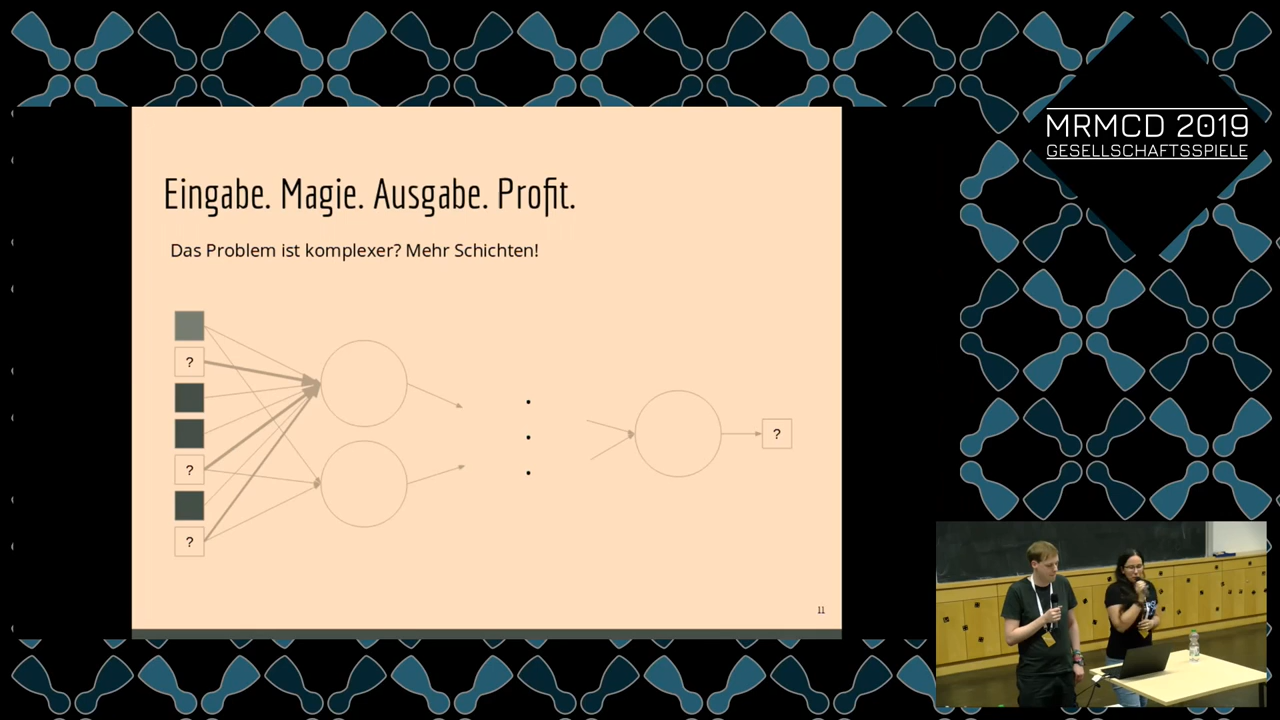 MRMCD 2019
GESELLSCHAFTSSPIELE
Eingabe. Magie. Ausgabe. Profit.
Das Problem ist komplexer? Mehr Schichten!
?
?
?
?
11